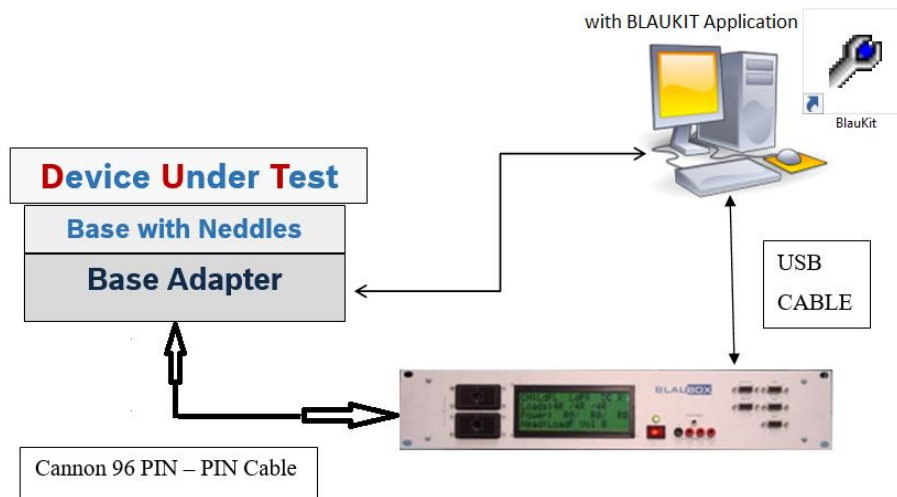 with BLAUKIT Application
BlauKit
Device Under Test
Base with Neddles
Base Adapter
USB
CABLE
BLAUBOX
Cannon 96 PIN – PIN Cable